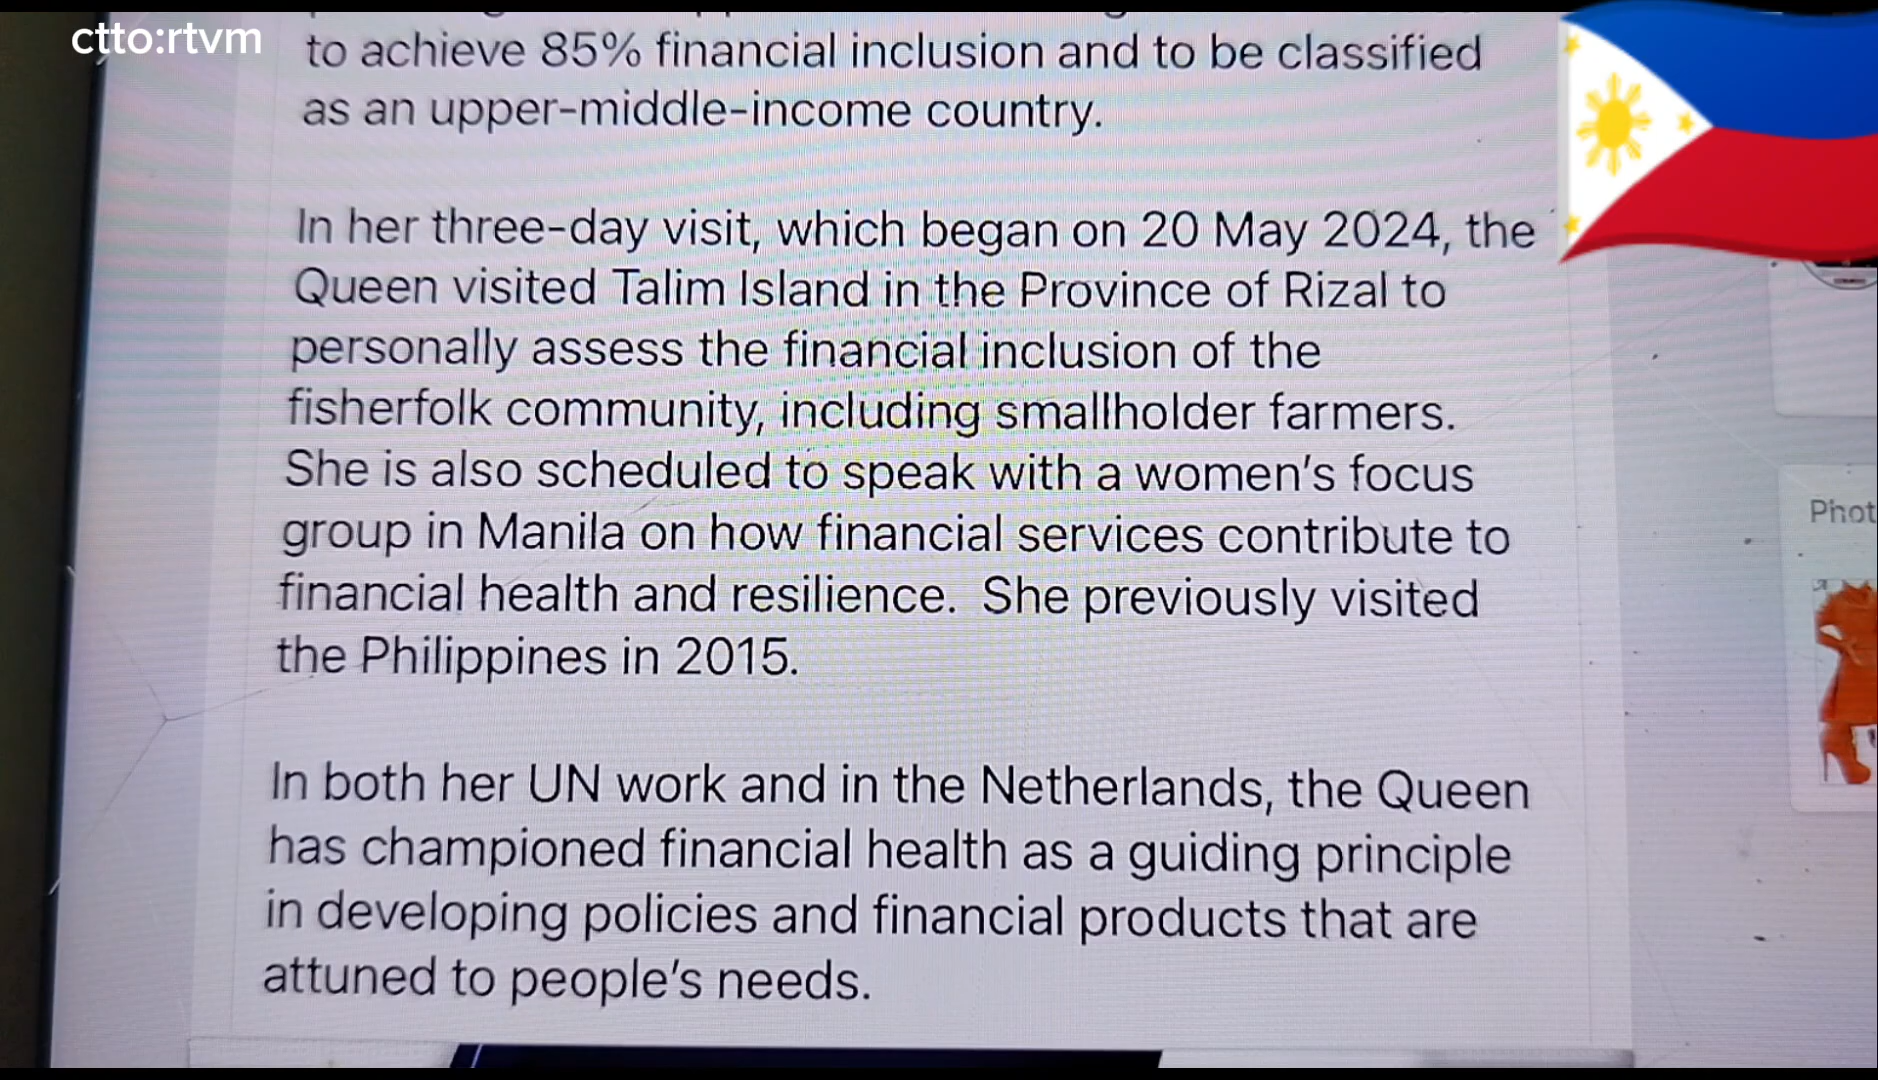 ctto:rtvm
to achieve 85% financial inclusion and to be classified
as an upper-middle-income country.
In her three-day visit, which began on 20 May 2024, the
Queen visited Talim Island in the Province of Rizal to
personally assess the financial inclusion of the
fisherfolk community, including smallholder farmers.
She is also scheduled to speak with a women's focus
group in Manila on how financial services contribute to
financial health and resilience.  She previously visited
the Philippines in 2015.
In both her UN work and in the Netherlands, the Queen
has championed financial health as a guiding principle
in developing policies and financial products that are
attuned to people's needs.
Phot